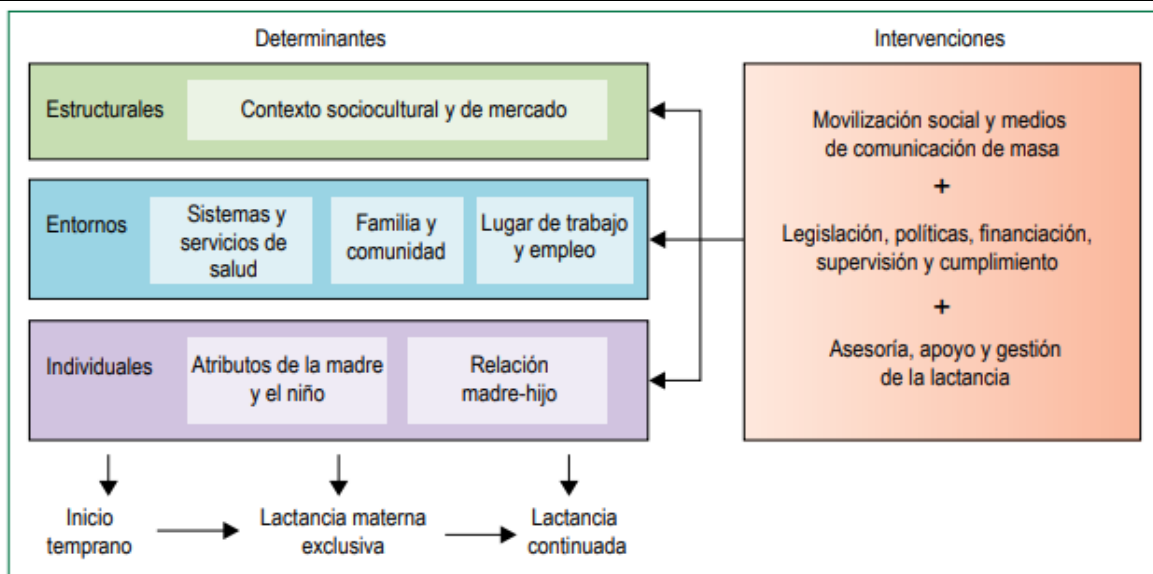 Determinantes
Intervenciones
Estructurales
Contexto sociocultural y de mercado
Entornos
Sistemas y
servicios de
salud
Familia y
comunidad
Lugar de trabajo
y empleo
Individuales
Atributos de la madre
y el niño
Relación
madre-hijo
Movilización social y medios
de comunicación de masa
+
Legislación, políticas, financiación,
supervisión y cumplimiento
+
Asesoría, apoyo y gestión
de la lactancia
Inicio
temprano
Lactancia materna
exclusiva
Lactancia
continuada